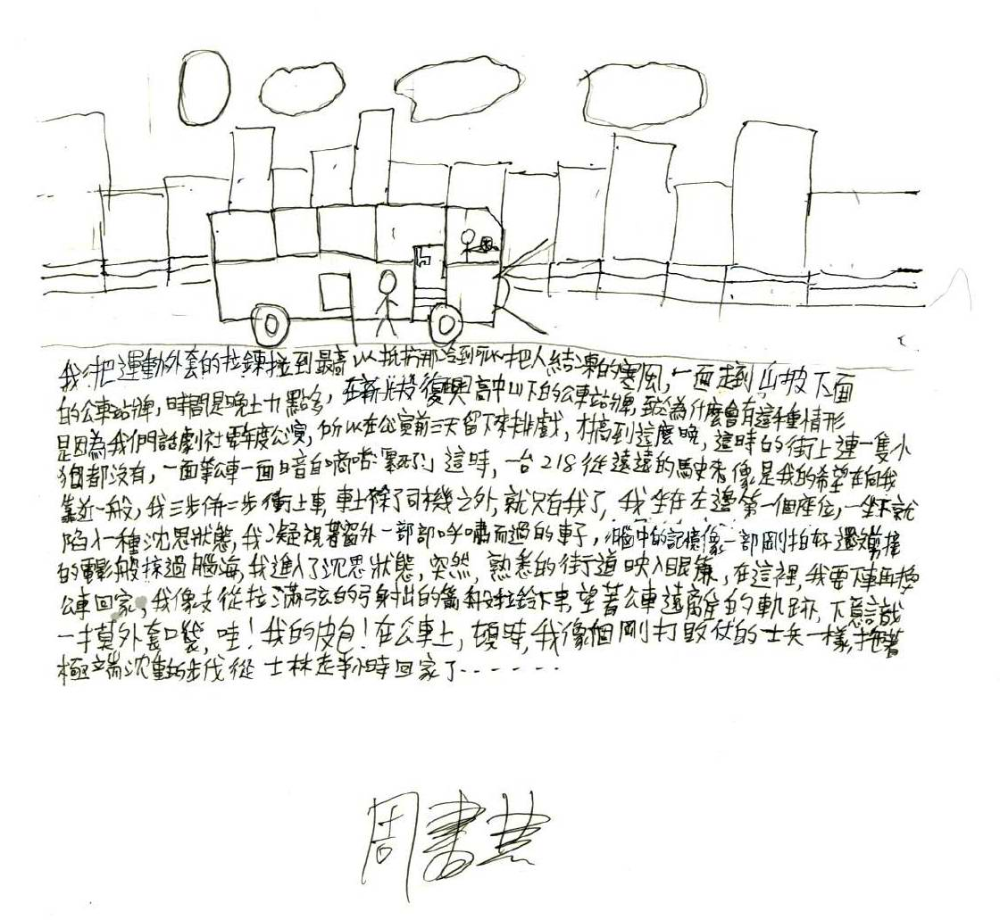 我把運動外套的拉鍊拉到最高以抵擋那冷到可以把人結凍的寒風,一面走到山坡下面
的公車站牌,時間是晚上九點多,在新北投復興高中山下的公車站牌,至於為什麼會有這種情形
是因為我們話劇社要年度公演,所以在公演前三天留下來排戲,才搞到這麼晚,這時的街上連一隻小
狗都沒有,一面等公車一面暗自嘀咕「累死了!」這時,一台218從遠遠的駛來像是我的希望在向我
靠近一般,我三步併二步衝上車,車上除了司機之外,就只有我了,我坐在左邊第一個座位,一坐下就
陷入一種沈思狀態,我凝視著窗外一部部呼嘯而過的車子,腦中的記憶像一部剛拍好還沒剪接
的電影般掠過腦海,我進入了沈思狀態,突然,熟悉的街道映入眼簾,在這裡,我要下車再換
公車回家,我像支從拉滿弦的弓射出的箭般拉鈴下車,望著公車遠離的軌跡,下意識
一摸外套口袋,哇!我的皮包!在公車上,頓時,我像個剛打敗仗的士兵一樣,拖著
極端沈重的步伐從士林走半小時回家了------
周書